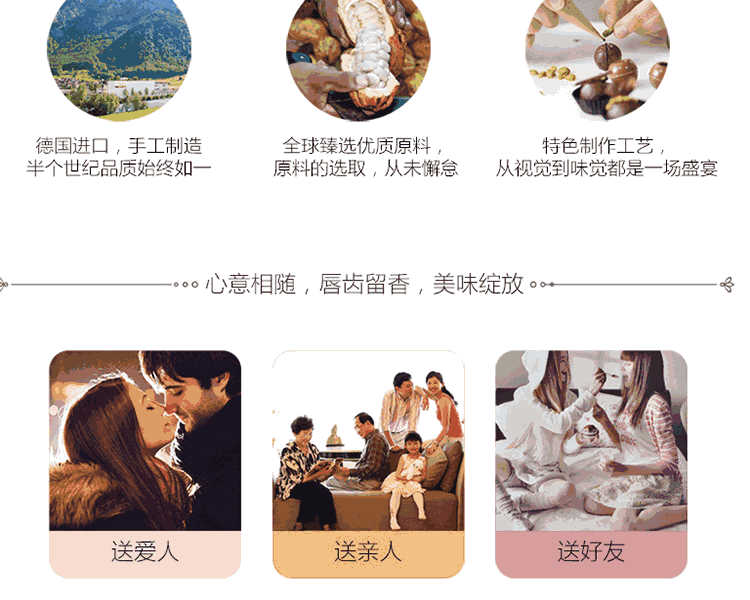 德国进口，手工制造
半个世纪品质始终如一
全球臻选优质原料，
原料的选取，从未懈怠
特色制作工艺，
从视觉到味觉都是一场盛宴
心意相随，唇齿留香，美味绽放
送爱人
送亲人
送好友